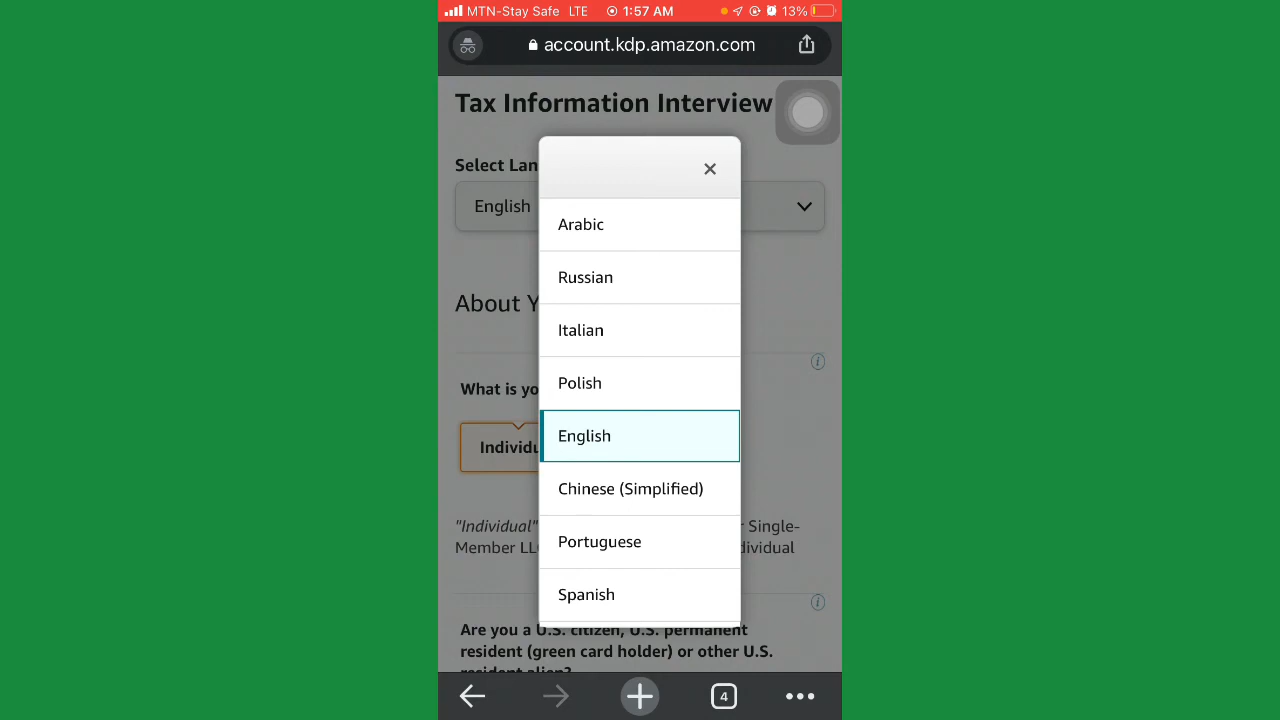 MTN-Stay Safe LTE 1:57 AM 13%
account.kdp.amazon.com
Tax Information Interview
Select Lan
English
Arabic
Russian
Italian
Polish
English
Chinese (Simplified)
Portuguese
Spanish
About Y
What is yo
Individu
"Individual" r Single-
Member LL dividual
Are you a U.S. citizen, U.S. permanent
resident (green card holder) or other U.S.
resident alien?
4